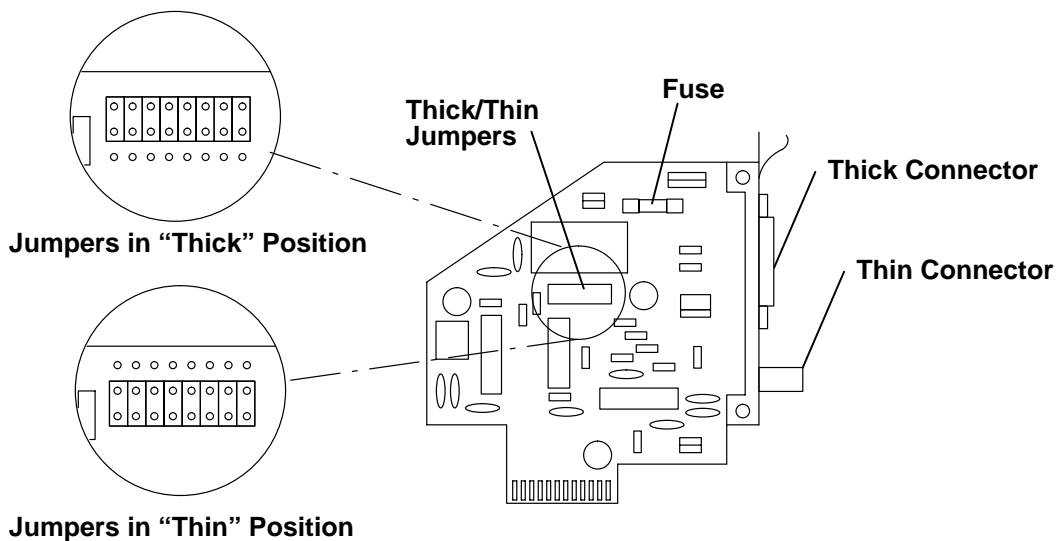 Fuse
Thick/Thin
Jumpers
Thick Connector
Jumpers in “Thick” Position
Thin Connector
Jumpers in “Thin” Position